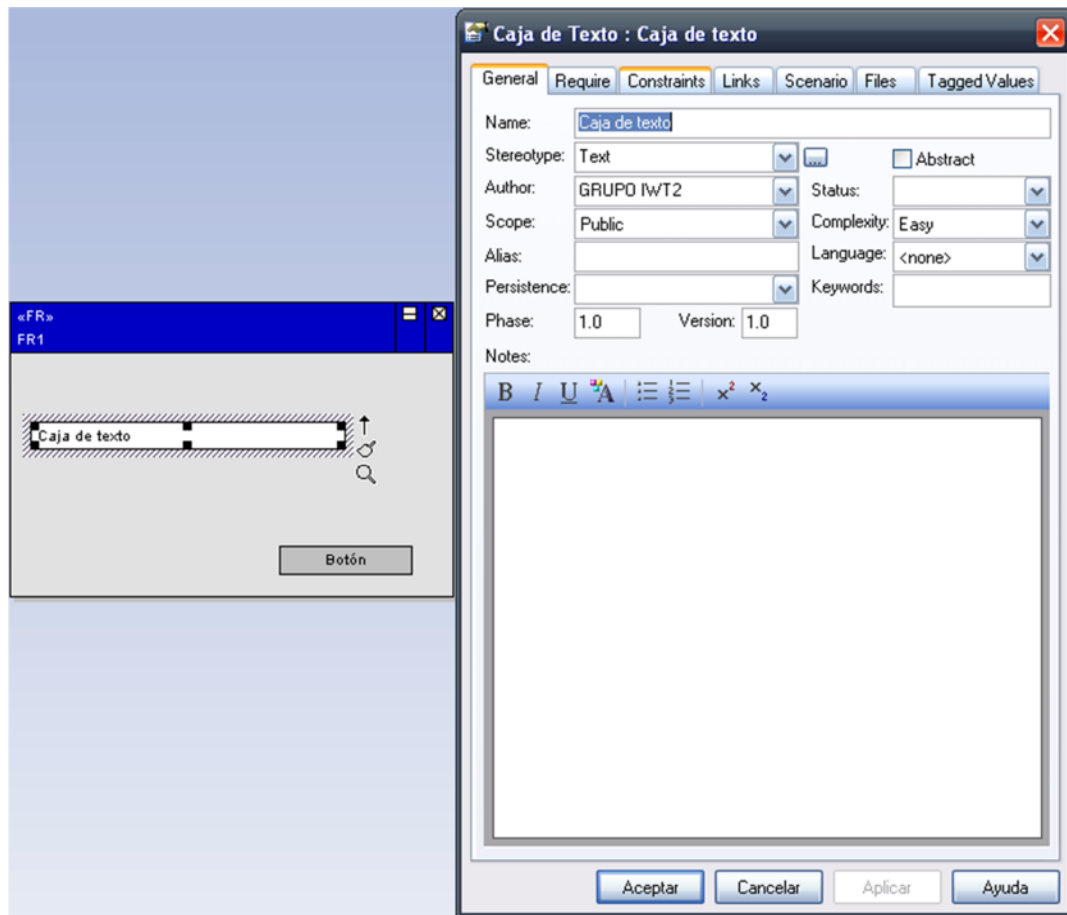 «FR»
FR1
Caja de texto
Botón
Caja de Texto : Caja de texto
General Require Constraints Links Scenario Files Tagged Values
Name: Caja de texto
Stereotype: Text ... Abstract
Author: GRUPO IWT2 Status:
Scope: Public Complexity: Easy
Alias: Language: <none>
Persistence: Keywords:
Phase: 1.0 Version: 1.0
Notes:
B I U A x² x₂
Aceptar Cancelar Aplicar Ayuda